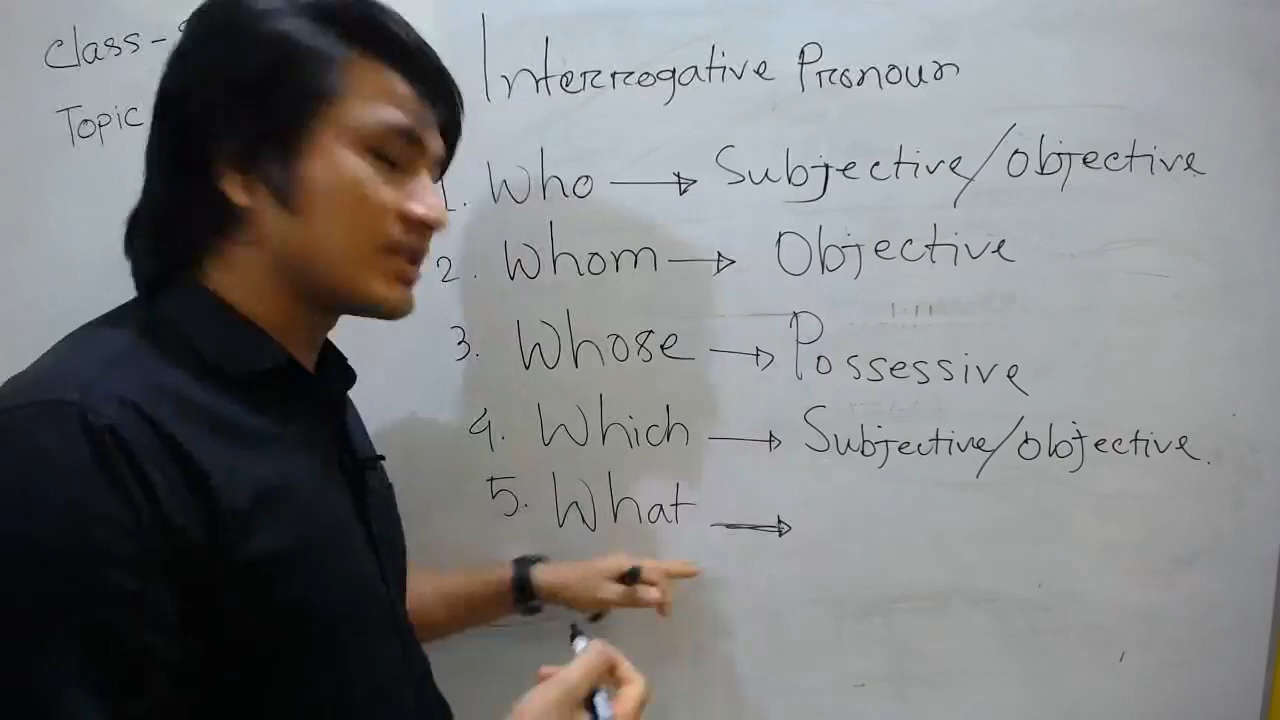 Class-
Topic
Interrogative Pronoun
1. Who → Subjective/Objective
2. Whom → Objective
3. Whose → Possessive
4. Which → Subjective/Objective.
5. What →